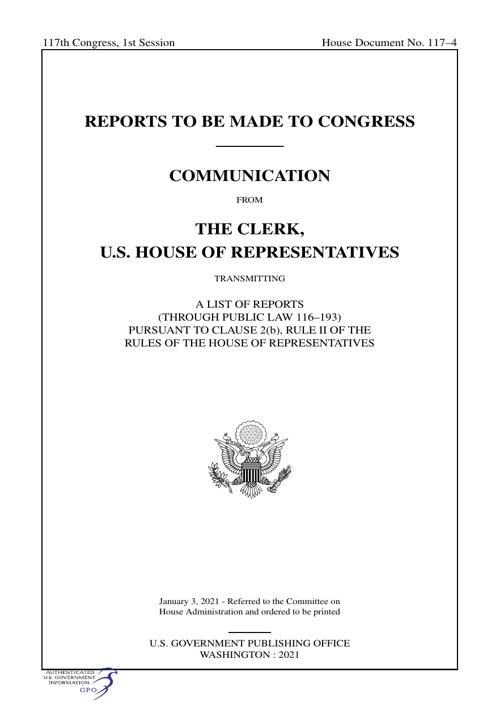 117th Congress, 1st Session House Document No. 117–4
REPORTS TO BE MADE TO CONGRESS
COMMUNICATION
FROM
THE CLERK,
U.S. HOUSE OF REPRESENTATIVES
TRANSMITTING
A LIST OF REPORTS
(THROUGH PUBLIC LAW 116–193)
PURSUANT TO CLAUSE 2(b), RULE II OF THE
RULES OF THE HOUSE OF REPRESENTATIVES
January 3, 2021 - Referred to the Committee on
House Administration and ordered to be printed
U.S. GOVERNMENT PUBLISHING OFFICE
WASHINGTON : 2021
AUTHENTICATED
U.S. GOVERNMENT
INFORMATION
GPO